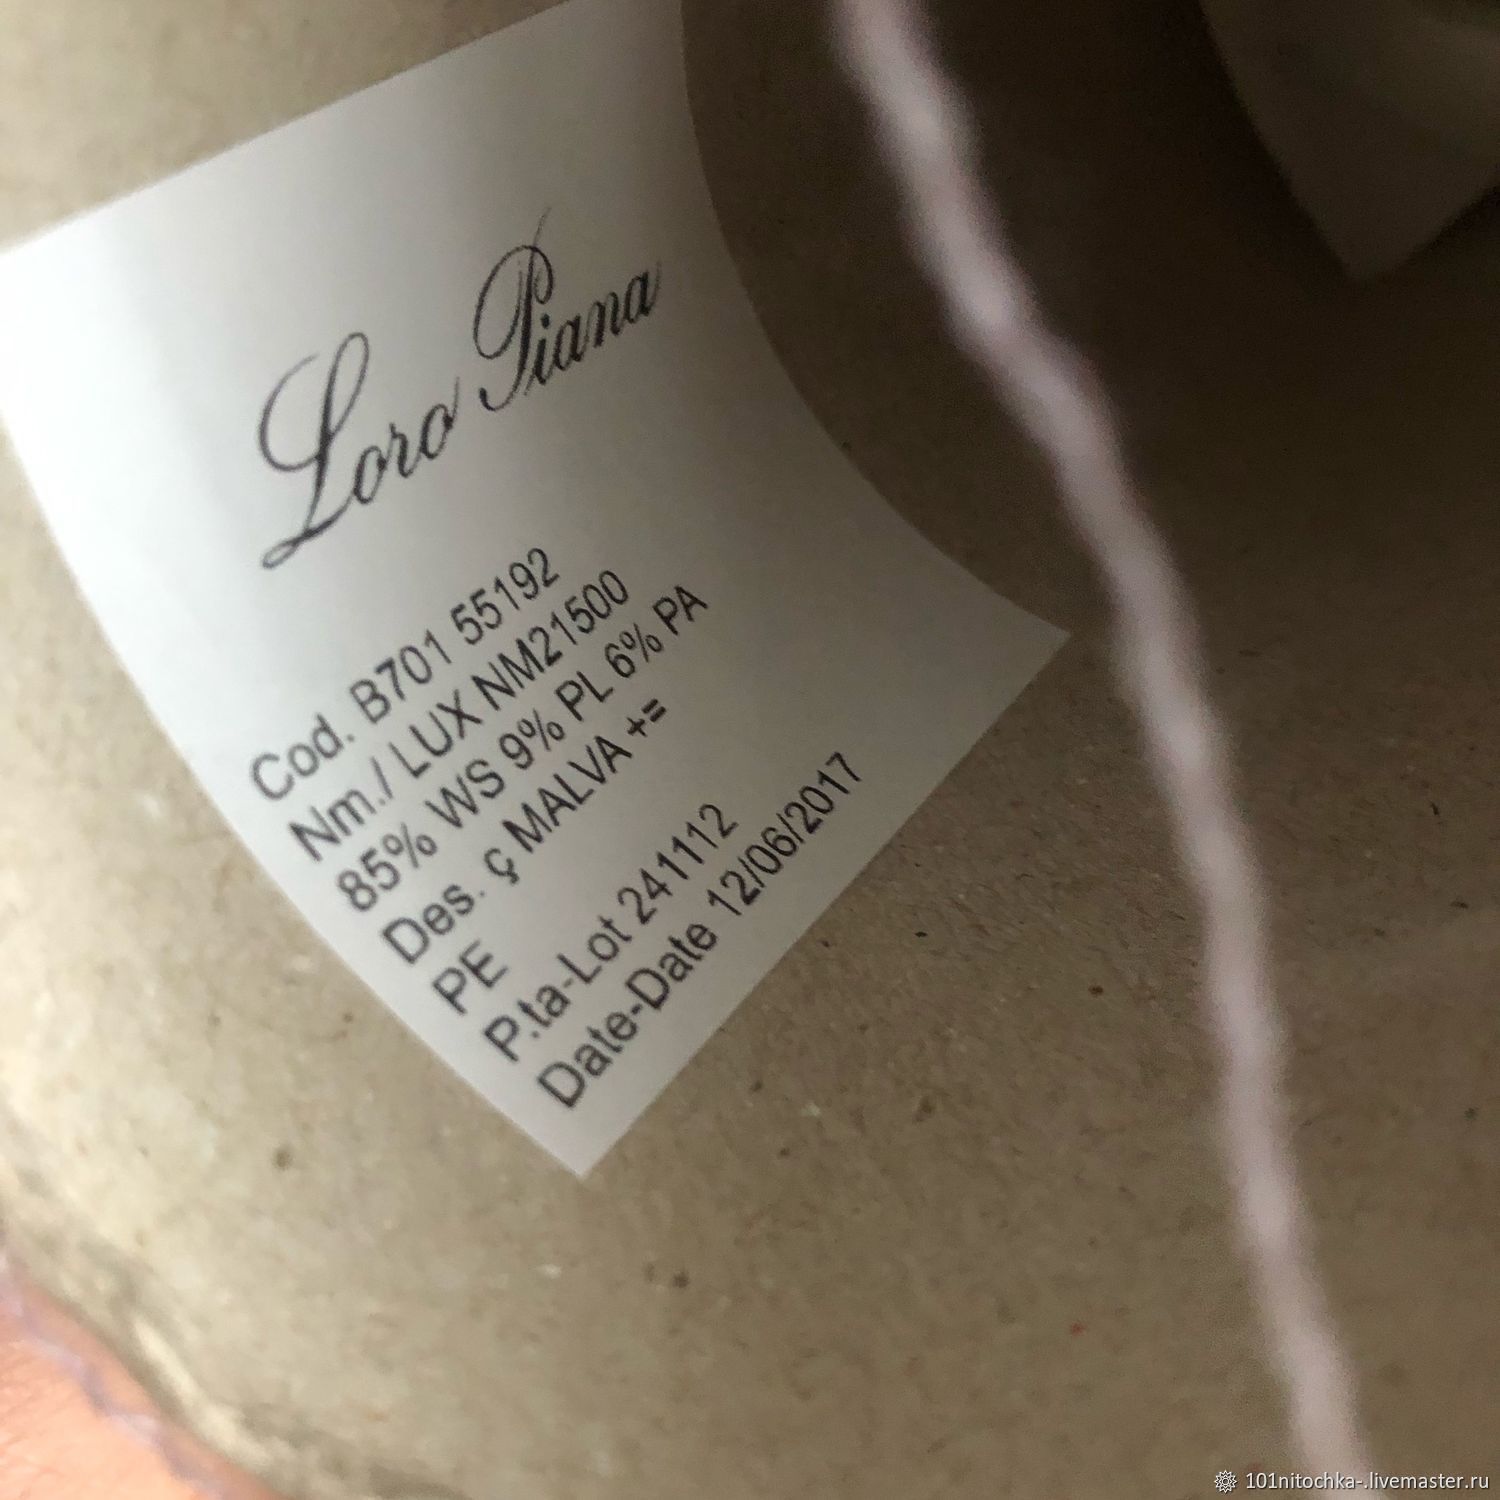 Loro Piana
Cod. B701 55192
Nm./ LUX NM21500
85% WS 9% PL 6% PA
Des. ç MALVA +=
PE
P.ta-Lot 241112
Date-Date 12/06/2017
101nitochka-.livemaster.ru